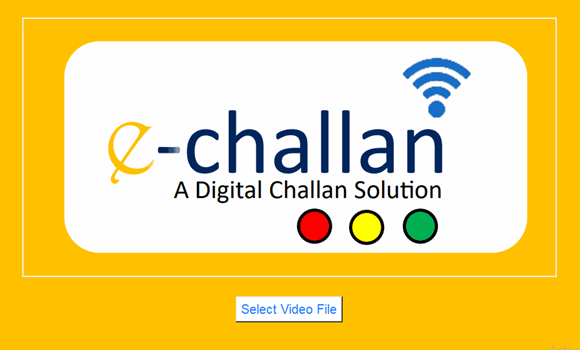 e-challan
A Digital Challan Solution
Select Video File